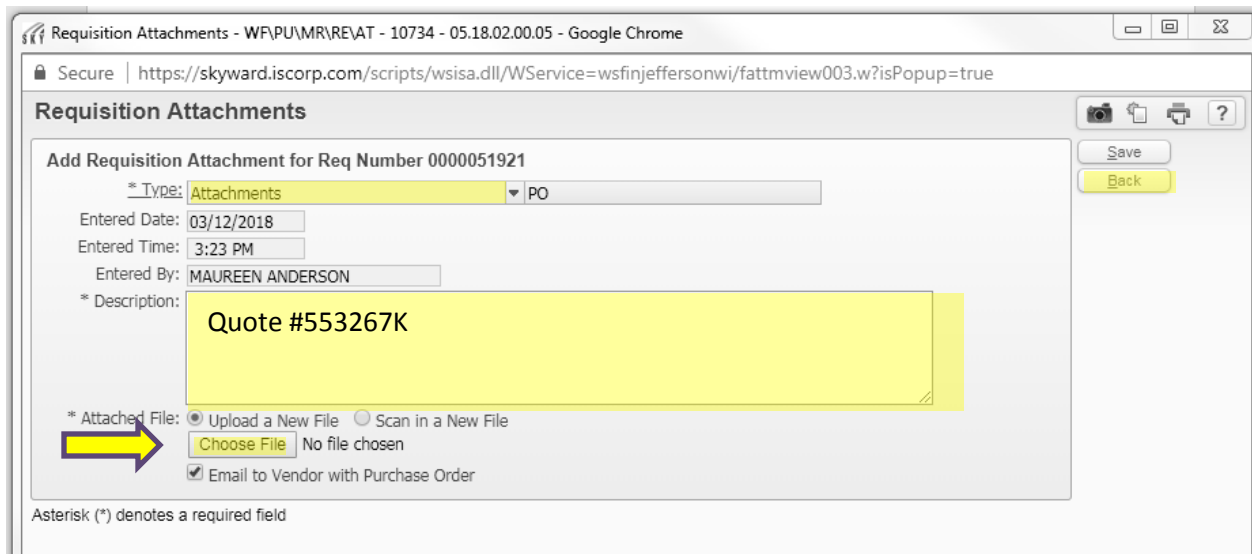 SKY Requisition Attachments - WF\PU\MR\RE\AT - 10734 - 05.18.02.00.05 - Google Chrome
Secure | https://skyward.iscorp.com/scripts/wsisa.dll/WService=wsfinjeffersonwi/fattmview003.w?isPopup=true
Requisition Attachments
?
Add Requisition Attachment for Req Number 0000051921
Save
* Type: Attachments PO
Back
Entered Date: 03/12/2018
Entered Time: 3:23 PM
Entered By: MAUREEN ANDERSON
* Description:
Quote #553267K
* Attached File: Upload a New File Scan in a New File
Choose File No file chosen
Email to Vendor with Purchase Order
Asterisk (*) denotes a required field